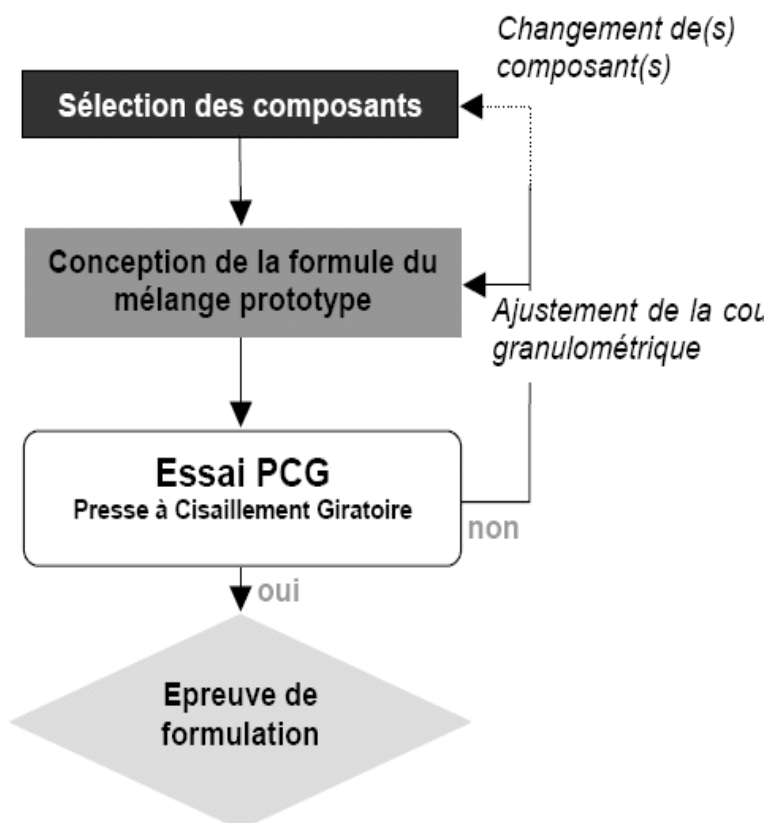 Changement de(s)
composant(s)
Sélection des composants
Conception de la formule du
mélange prototype
Ajustement de la cou
granulométrique
Essai PCG
Presse à Cisaillement Giratoire
non
oui
Epreuve de
formulation